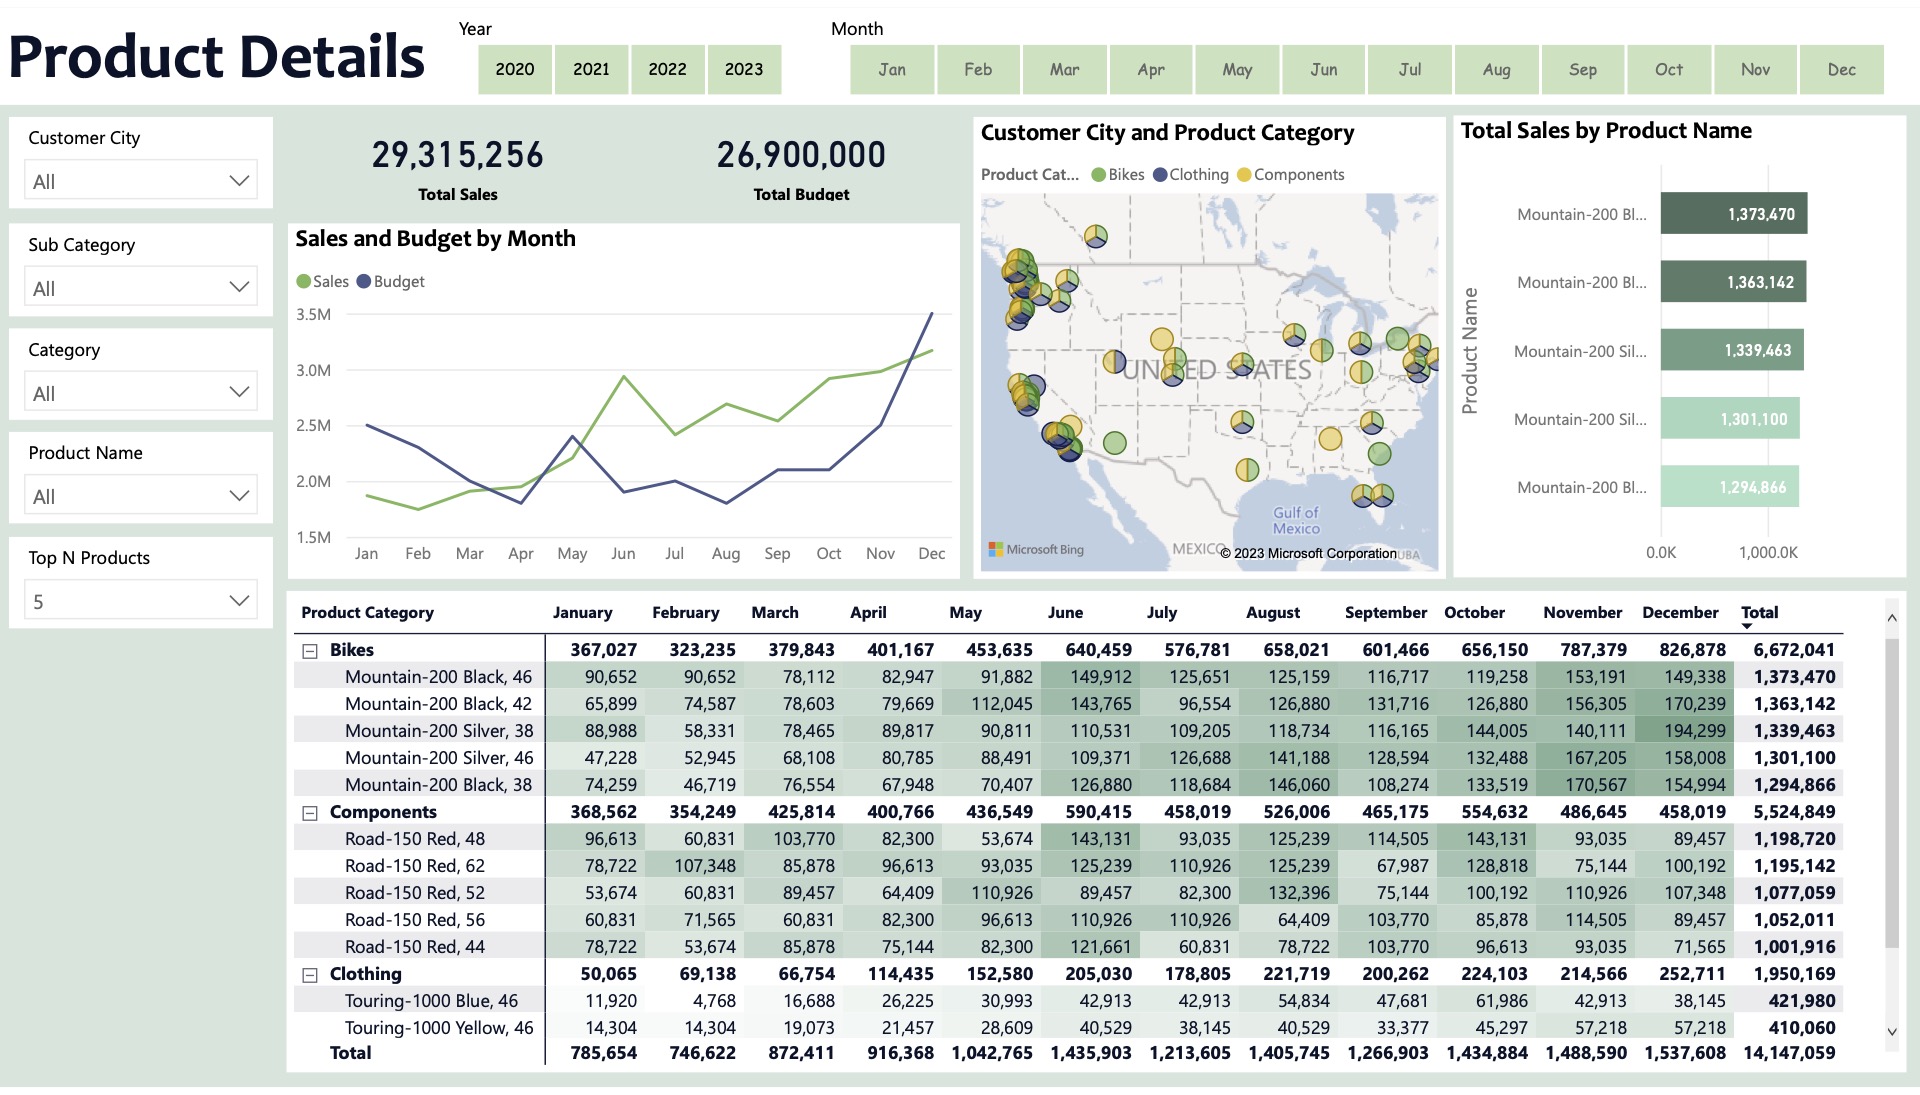 Product Details
Year
2020 2021 2022 2023
Month
Jan Feb Mar Apr May Jun Jul Aug Sep Oct Nov Dec
Customer City
All
Sub Category
All
Category
All
Product Name
All
Top N Products
5
29,315,256
Total Sales
26,900,000
Total Budget
Sales and Budget by Month
Sales Budget
3.5M
3.0M
2.5M
2.0M
1.5M
Jan Feb Mar Apr May Jun Jul Aug Sep Oct Nov Dec
Customer City and Product Category
Product Cat... Bikes Clothing Components
UNITED STATES
Gulf of
Mexico
MEXICO
Microsoft Bing
© 2023 Microsoft Corporation
UBA
Total Sales by Product Name
Product Name
Mountain-200 Bl... 1,373,470
Mountain-200 Bl... 1,363,142
Mountain-200 Sil... 1,339,463
Mountain-200 Sil... 1,301,100
Mountain-200 Bl... 1,294,866
0.0K 1,000.0K
Product Category January February March April May June July August September October November December Total
Bikes 367,027 323,235 379,843 401,167 453,635 640,459 576,781 658,021 601,466 656,150 787,379 826,878 6,672,041
Mountain-200 Black, 46 90,652 90,652 78,112 82,947 91,882 149,912 125,651 125,159 116,717 119,258 153,191 149,338 1,373,470
Mountain-200 Black, 42 65,899 74,587 78,603 79,669 112,045 143,765 96,554 126,880 131,716 126,880 156,305 170,239 1,363,142
Mountain-200 Silver, 38 88,988 58,331 78,465 89,817 90,811 110,531 109,205 118,734 116,165 144,005 140,111 194,299 1,339,463
Mountain-200 Silver, 46 47,228 52,945 68,108 80,785 88,491 109,371 126,688 141,188 128,594 132,488 167,205 158,008 1,301,100
Mountain-200 Black, 38 74,259 46,719 76,554 67,948 70,407 126,880 118,684 146,060 108,274 133,519 170,567 154,994 1,294,866
Components 368,562 354,249 425,814 400,766 436,549 590,415 458,019 526,006 465,175 554,632 486,645 458,019 5,524,849
Road-150 Red, 48 96,613 60,831 103,770 82,300 53,674 143,131 93,035 125,239 114,505 143,131 93,035 89,457 1,198,720
Road-150 Red, 62 78,722 107,348 85,878 96,613 93,035 125,239 110,926 125,239 67,987 128,818 75,144 100,192 1,195,142
Road-150 Red, 52 53,674 60,831 89,457 64,409 110,926 89,457 82,300 132,396 75,144 100,192 110,926 107,348 1,077,059
Road-150 Red, 56 60,831 71,565 60,831 82,300 96,613 110,926 110,926 64,409 103,770 85,878 114,505 89,457 1,052,011
Road-150 Red, 44 78,722 53,674 85,878 75,144 82,300 121,661 60,831 78,722 103,770 96,613 93,035 71,565 1,001,916
Clothing 50,065 69,138 66,754 114,435 152,580 205,030 178,805 221,719 200,262 224,103 214,566 252,711 1,950,169
Touring-1000 Blue, 46 11,920 4,768 16,688 26,225 30,993 42,913 42,913 54,834 47,681 61,986 42,913 38,145 421,980
Touring-1000 Yellow, 46 14,304 14,304 19,073 21,457 28,609 40,529 38,145 40,529 33,377 45,297 57,218 57,218 410,060
Total 785,654 746,622 872,411 916,368 1,042,765 1,435,903 1,213,605 1,405,745 1,266,903 1,434,884 1,488,590 1,537,608 14,147,059